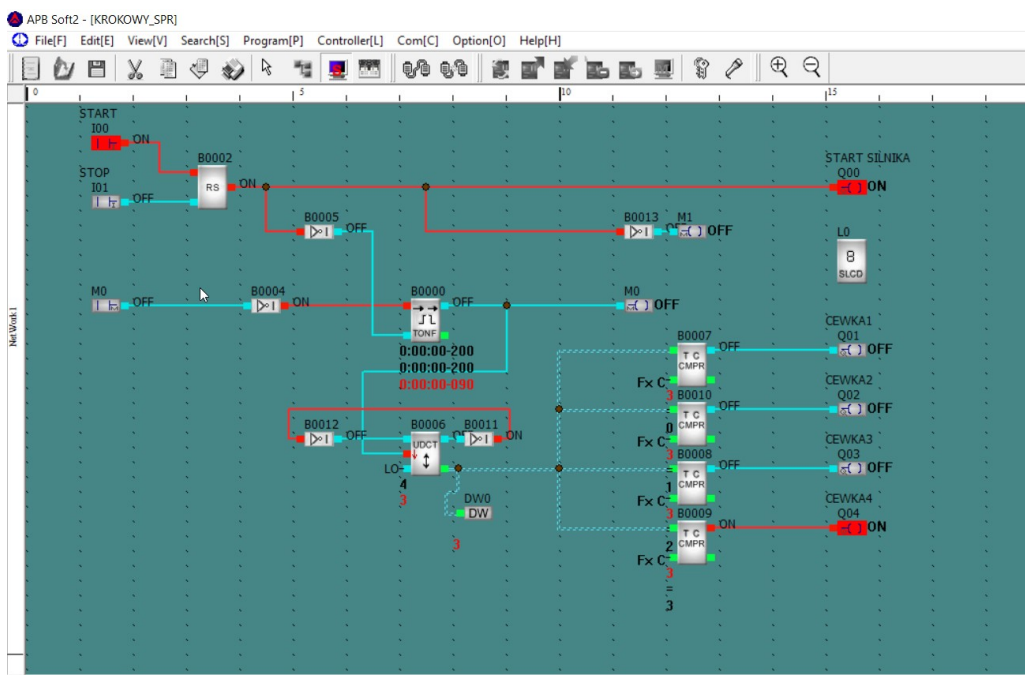 APB Soft2 - [KROKOWY_SPR]
File[F] Edit[E] View[V] Search[S] Program[P] Controller[L] Com[C] Option[O] Help[H]
0 5 10 15
START
I00
ON
B0002
START SILNIKA
STOP
RS
ON
Q00
ON
I01
OFF
B0005
OFF
B0013
M1
OFF
L0
8
SLCD
M0
OFF
B0004
ON
B0000
OFF
M0
OFF
TONF
Net Work 1
0:00:00-200
0:00:00-200
0:00:00-090
CEWKA1
B0007
OFF
Q01
OFF
T C
CMPR
Fx C
3
=
0
CEWKA2
B0010
OFF
Q02
OFF
T C
CMPR
Fx C
3
=
1
B0012
OFF
B0006
UDCT
B0011
ON
CEWKA3
B0008
OFF
Q03
OFF
T C
CMPR
Fx C
3
2
LO
4
3
DW0
DW
3
CEWKA4
B0009
ON
Q04
ON
T C
CMPR
Fx C
3
=
3